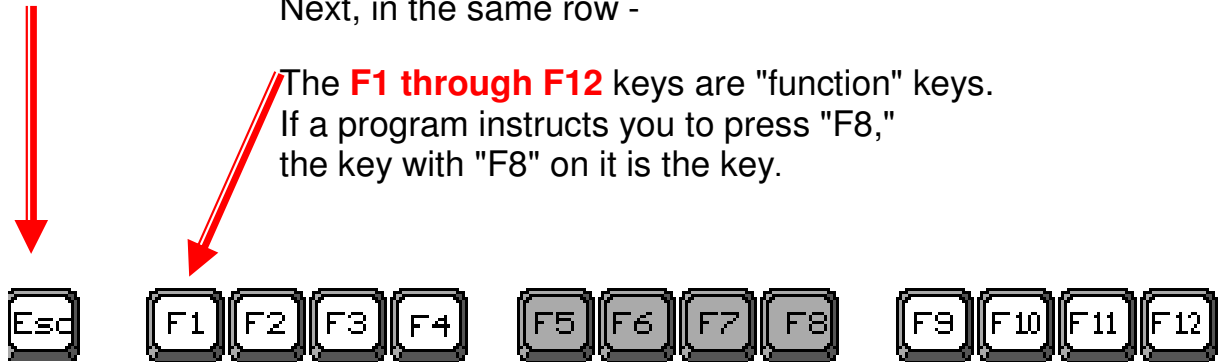 Next, in the same row -
The F1 through F12 keys are "function" keys.
If a program instructs you to press "F8,"
the key with "F8" on it is the key.
Esc F1 F2 F3 F4 F5 F6 F7 F8 F9 F10 F11 F12